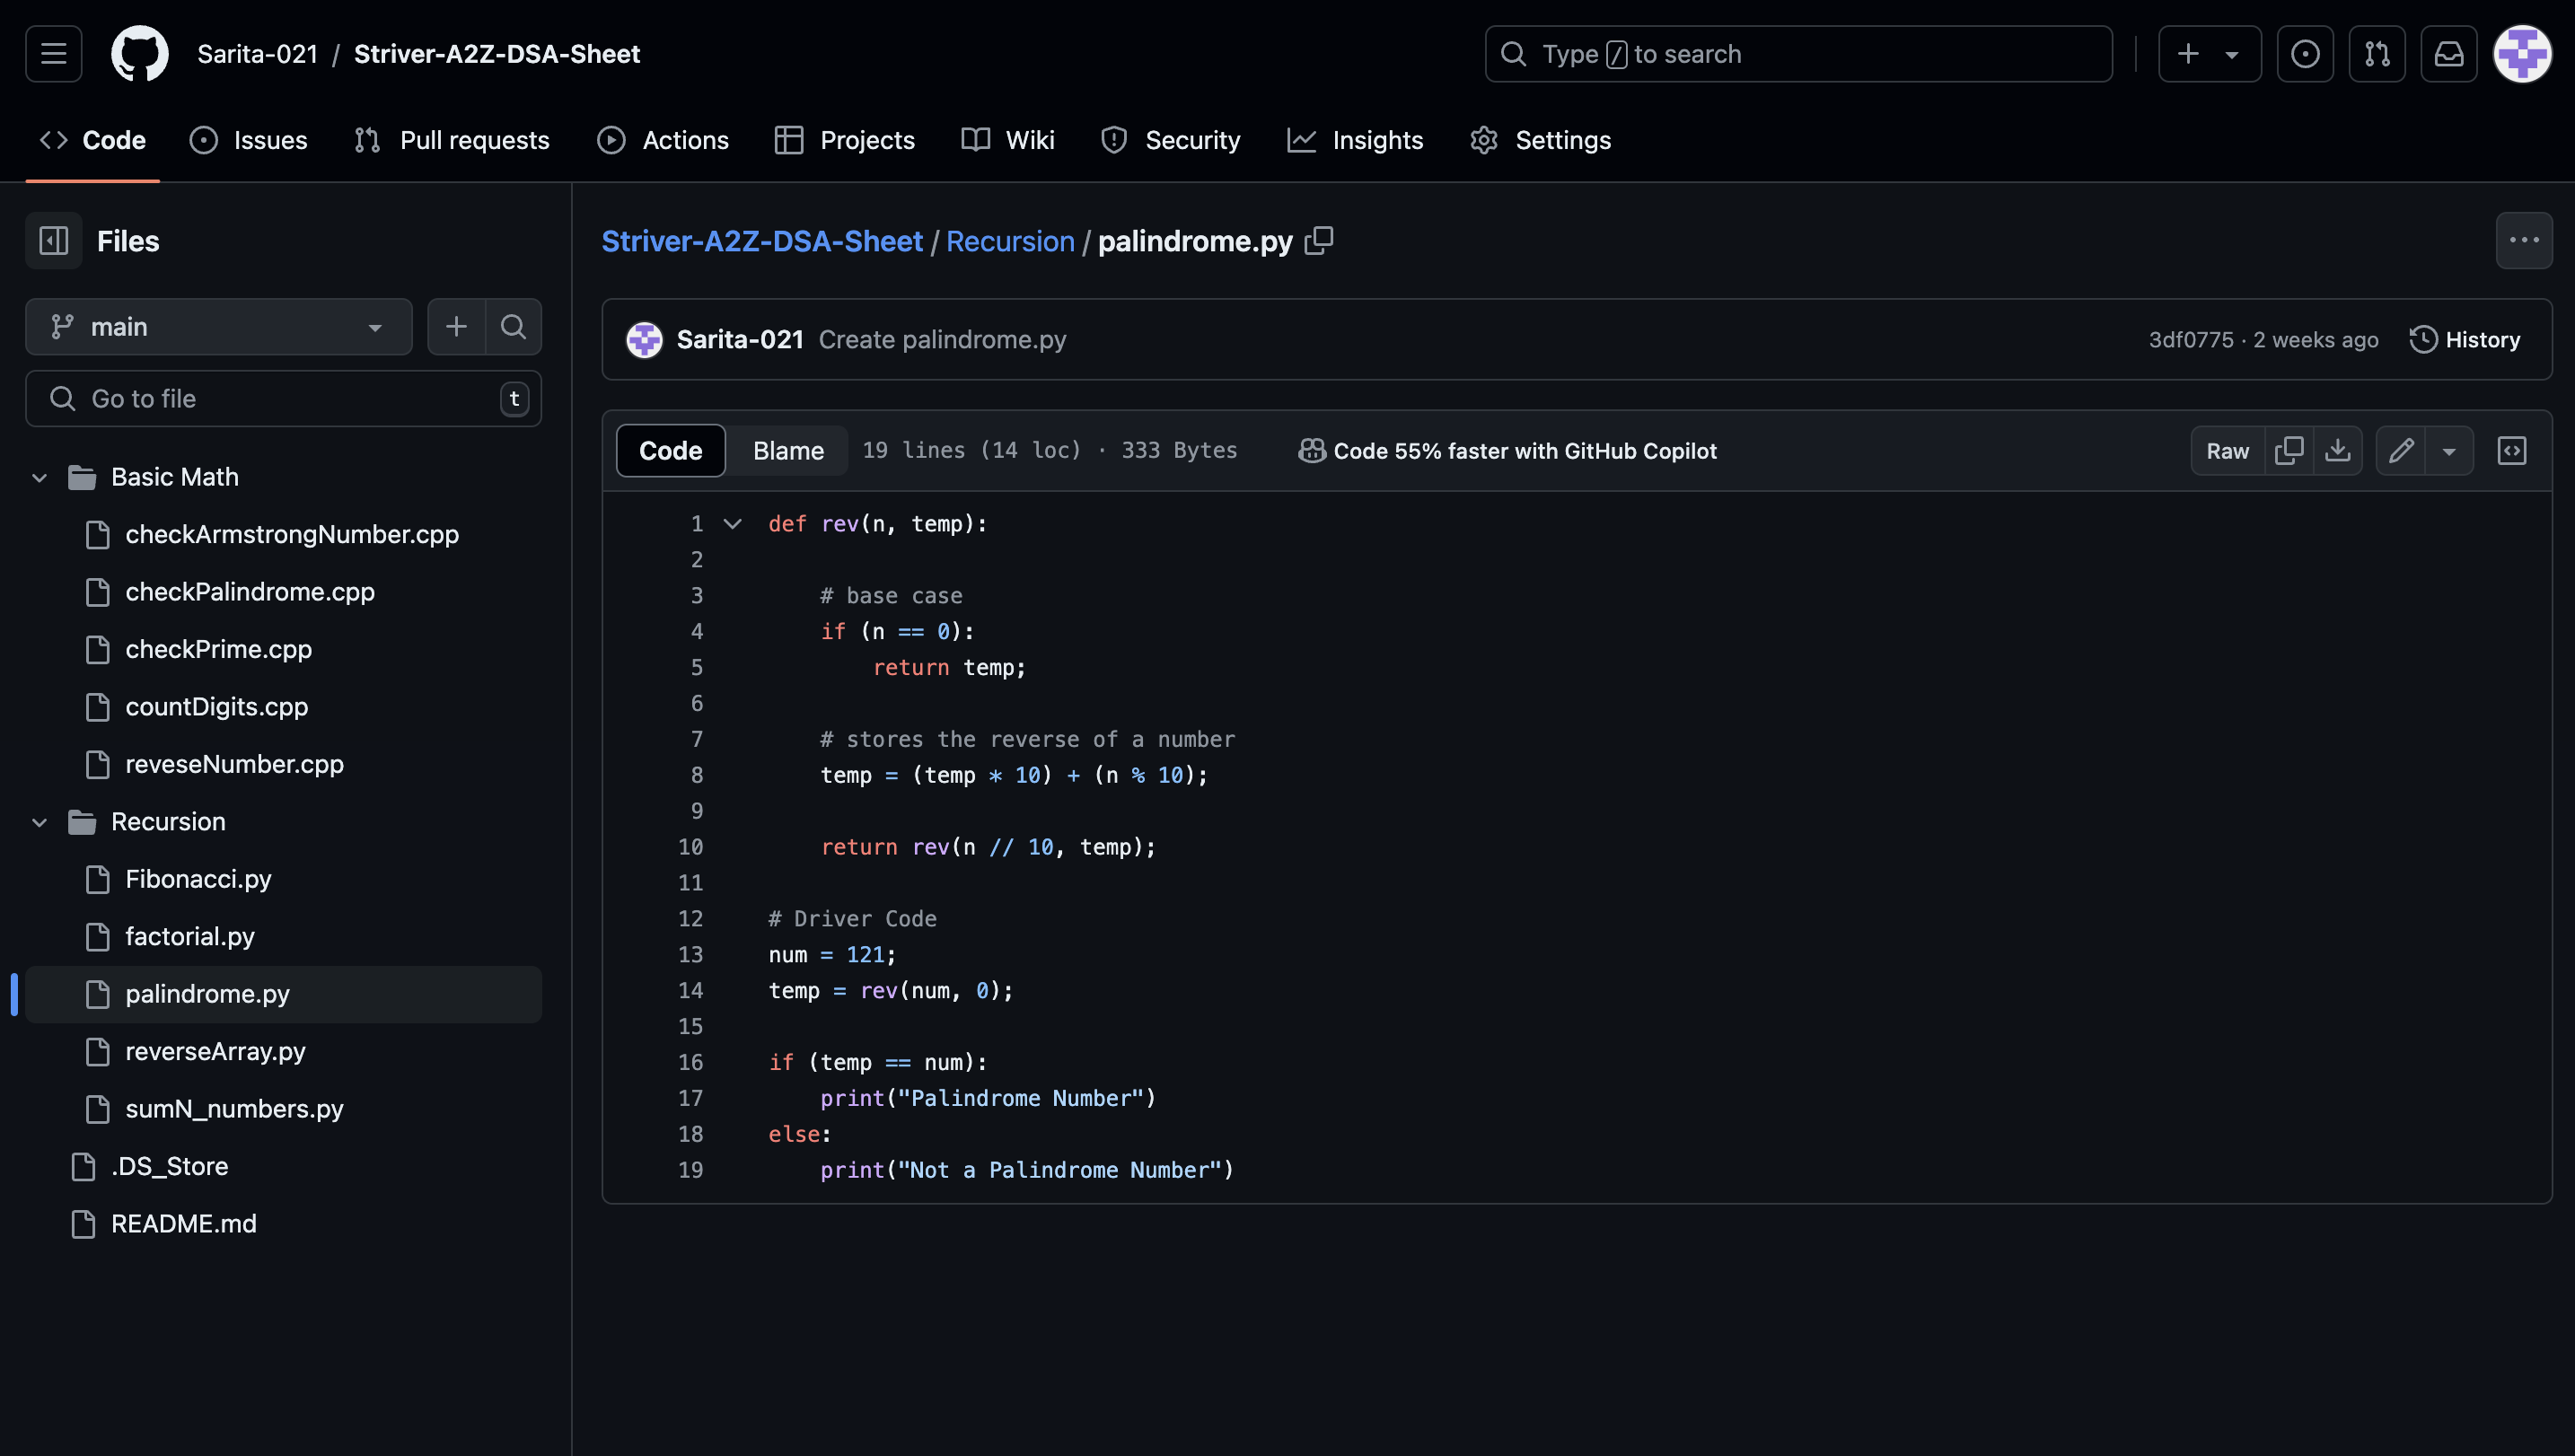 Sarita-021 / Striver-A2Z-DSA-Sheet
Type / to search
Code Issues Pull requests Actions Projects Wiki Security Insights Settings
Files
main
Go to file t
Basic Math
checkArmstrongNumber.cpp
checkPalindrome.cpp
checkPrime.cpp
countDigits.cpp
reveseNumber.cpp
Recursion
Fibonacci.py
factorial.py
palindrome.py
reverseArray.py
sumN_numbers.py
.DS_Store
README.md
Striver-A2Z-DSA-Sheet / Recursion / palindrome.py
Sarita-021 Create palindrome.py 3df0775 · 2 weeks ago History
Code Blame 19 lines (14 loc) · 333 Bytes Code 55% faster with GitHub Copilot Raw
1 def rev(n, temp):
2
3     # base case
4     if (n == 0):
5         return temp;
6
7     # stores the reverse of a number
8     temp = (temp * 10) + (n % 10);
9
10     return rev(n // 10, temp);
11
12 # Driver Code
13 num = 121;
14 temp = rev(num, 0);
15
16 if (temp == num):
17     print("Palindrome Number")
18 else:
19     print("Not a Palindrome Number")